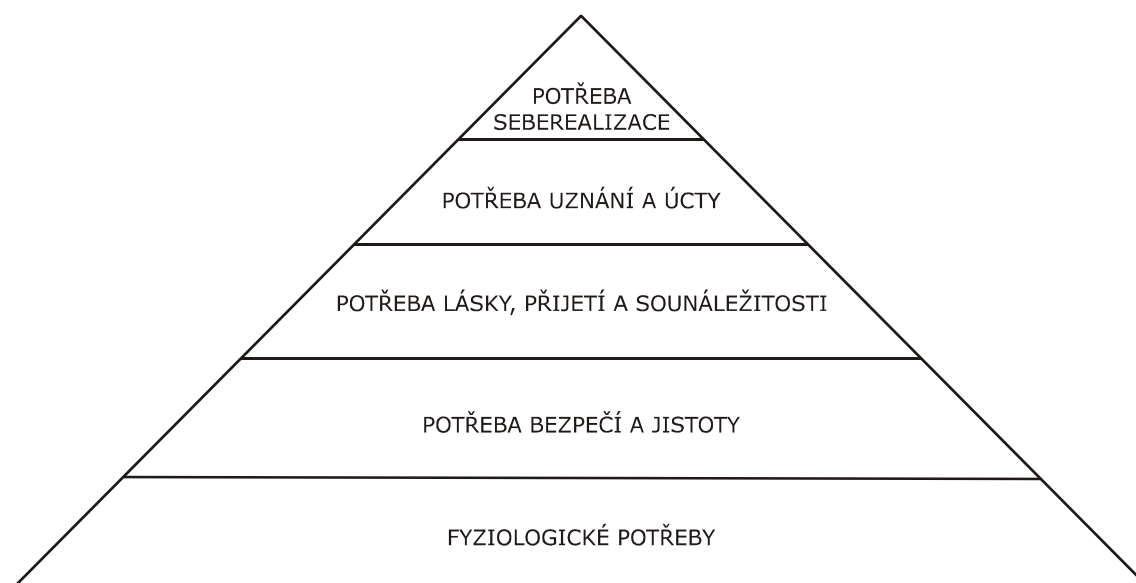 POTŘEBA
SEBEREALIZACE
POTŘEBA UZNÁNÍ A ÚCTY
POTŘEBA LÁSKY, PŘIJETÍ A SOUNÁLEŽITOSTI
POTŘEBA BEZPEČÍ A JISTOTY
FYZIOLOGICKÉ POTŘEBY